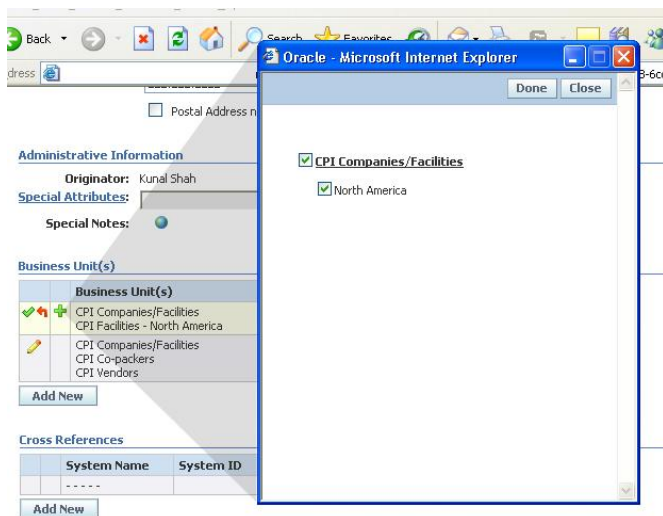 Back
Search
Favorites
dress
Postal Address n
Administrative Information
Originator: Kunal Shah
Special Attributes:
Special Notes:
Business Unit(s)
Business Unit(s)
CPI Companies/Facilities
CPI Facilities - North America
CPI Companies/Facilities
CPI Co-packers
CPI Vendors
Add New
Cross References
System Name System ID
- - - - -
Add New
Oracle - Microsoft Internet Explorer
Done Close
CPI Companies/Facilities
North America